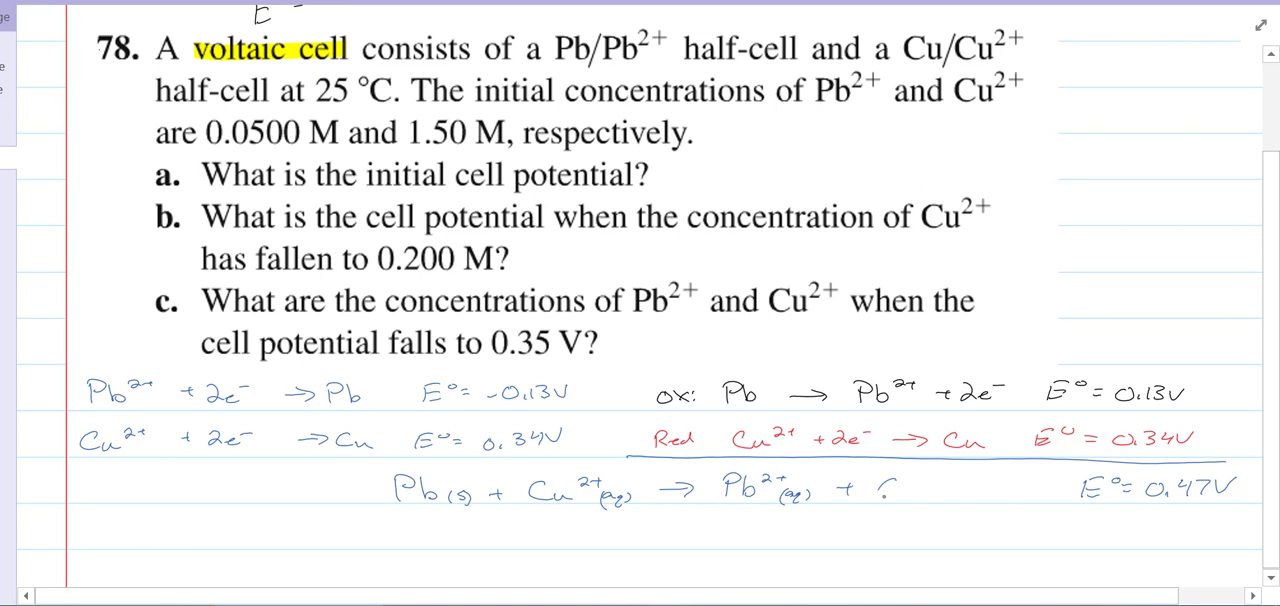 ge
E
78. A voltaic cell consists of a Pb/Pb²⁺ half-cell and a Cu/Cu²⁺
e
half-cell at 25 °C. The initial concentrations of Pb²⁺ and Cu²⁺
e
are 0.0500 M and 1.50 M, respectively.
a. What is the initial cell potential?
b. What is the cell potential when the concentration of Cu²⁺
has fallen to 0.200 M?
c. What are the concentrations of Pb²⁺ and Cu²⁺ when the
cell potential falls to 0.35 V?
Pb²⁺ + 2e⁻ → Pb E° = -0.13V ox: Pb → Pb²⁺ + 2e⁻ E° = 0.13V
Cu²⁺ + 2e⁻ → Cu E° = 0.34V Red Cu²⁺ + 2e⁻ → Cu E° = 0.34V
Pb(s) + Cu²⁺(aq) → Pb²⁺(aq) + E° = 0.47V